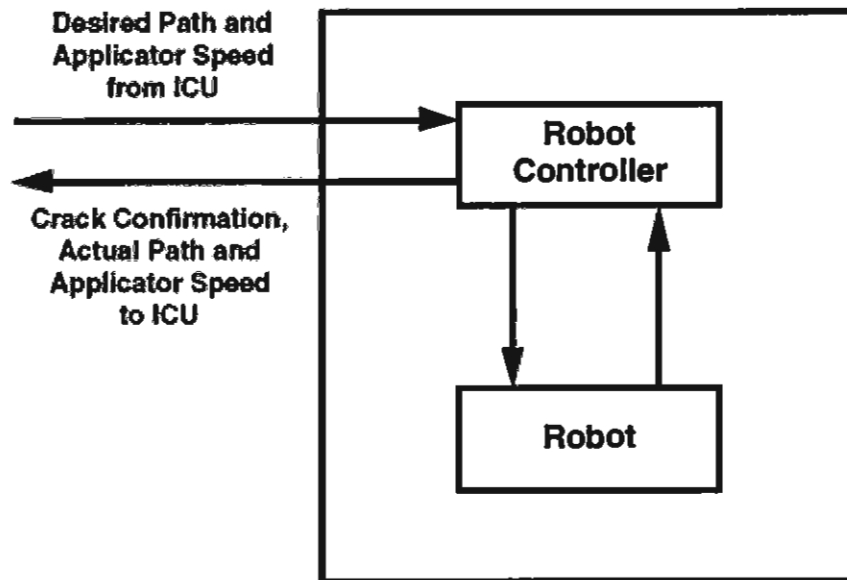 Desired Path and
Applicator Speed
from ICU
Crack Confirmation,
Actual Path and
Applicator Speed
to ICU
Robot
Controller
Robot